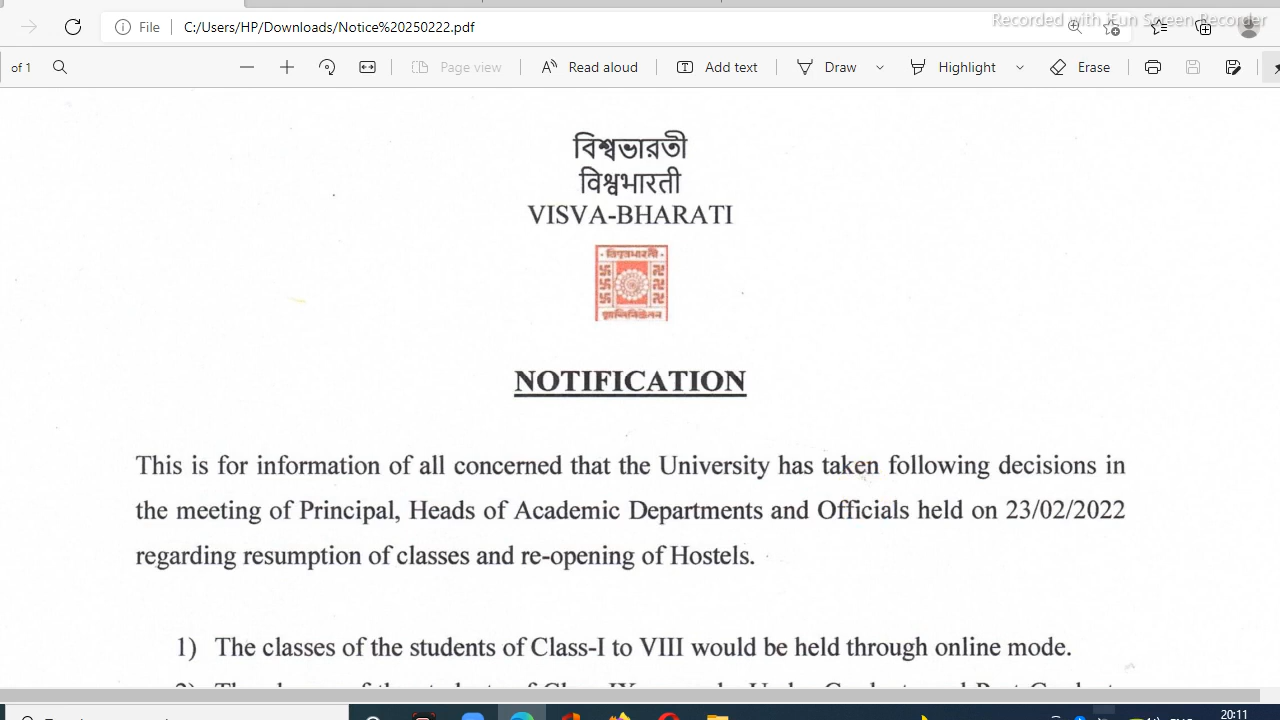 Recorded with iFun Screen Recorder
File C:/Users/HP/Downloads/Notice%20250222.pdf
of 1 Page view Read aloud Add text Draw Highlight Erase
বিশ্বভারতী
विश्वभारती
VISVA-BHARATI
NOTIFICATION
This is for information of all concerned that the University has taken following decisions in
the meeting of Principal, Heads of Academic Departments and Officials held on 23/02/2022
regarding resumption of classes and re-opening of Hostels.
1) The classes of the students of Class-I to VIII would be held through online mode.
20:11